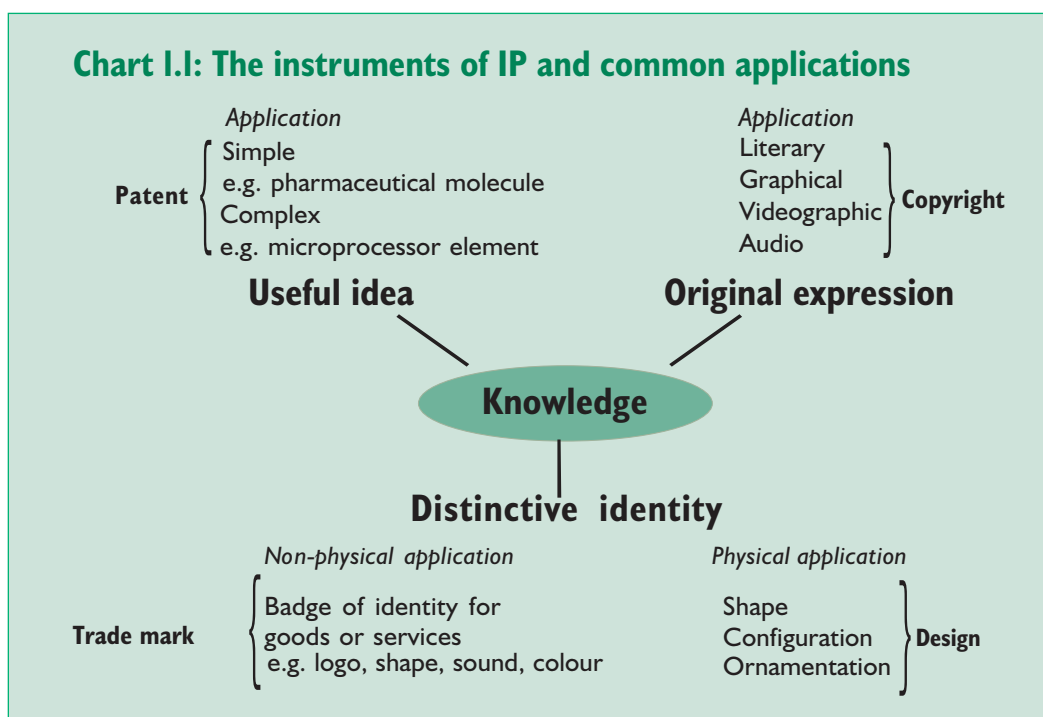 Chart 1.1: The instruments of IP and common applications
Application
Simple
e.g. pharmaceutical molecule
Complex
e.g. microprocessor element
Patent
Useful idea
Application
Literary
Graphical
Videographic
Audio
Copyright
Original expression
Knowledge
Distinctive identity
Non-physical application
Trade mark
Badge of identity for
goods or services
e.g. logo, shape, sound, colour
Physical application
Shape
Configuration
Ornamentation
Design